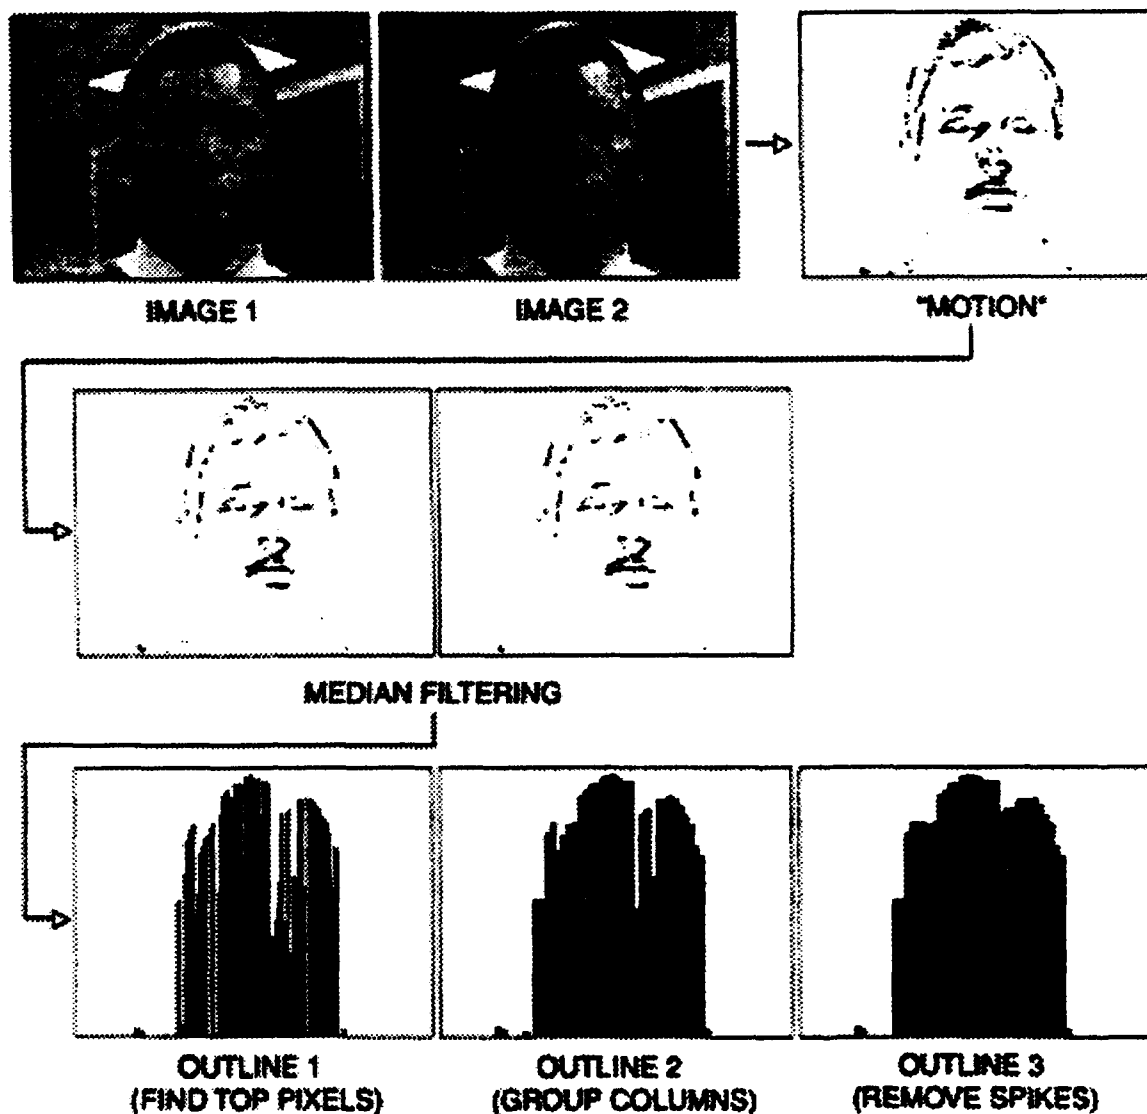 IMAGE 1
IMAGE 2
"MOTION"
MEDIAN FILTERING
OUTLINE 1
(FIND TOP PIXELS)
OUTLINE 2
(GROUP COLUMNS)
OUTLINE 3
(REMOVE SPIKES)